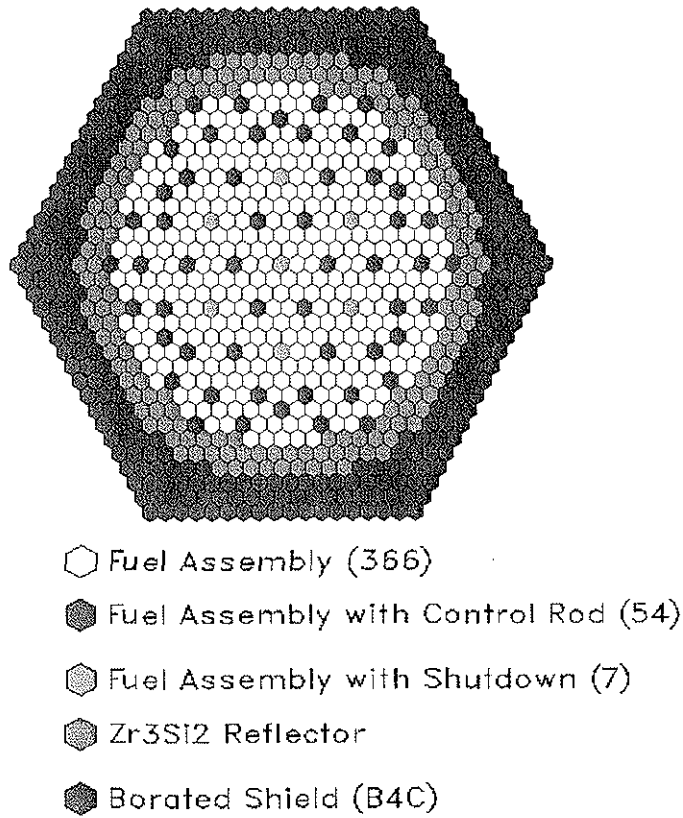 Fuel Assembly (366)
Fuel Assembly with Control Rod (54)
Fuel Assembly with Shutdown (7)
Zr3Si2 Reflector
Borated Shield (B4C)